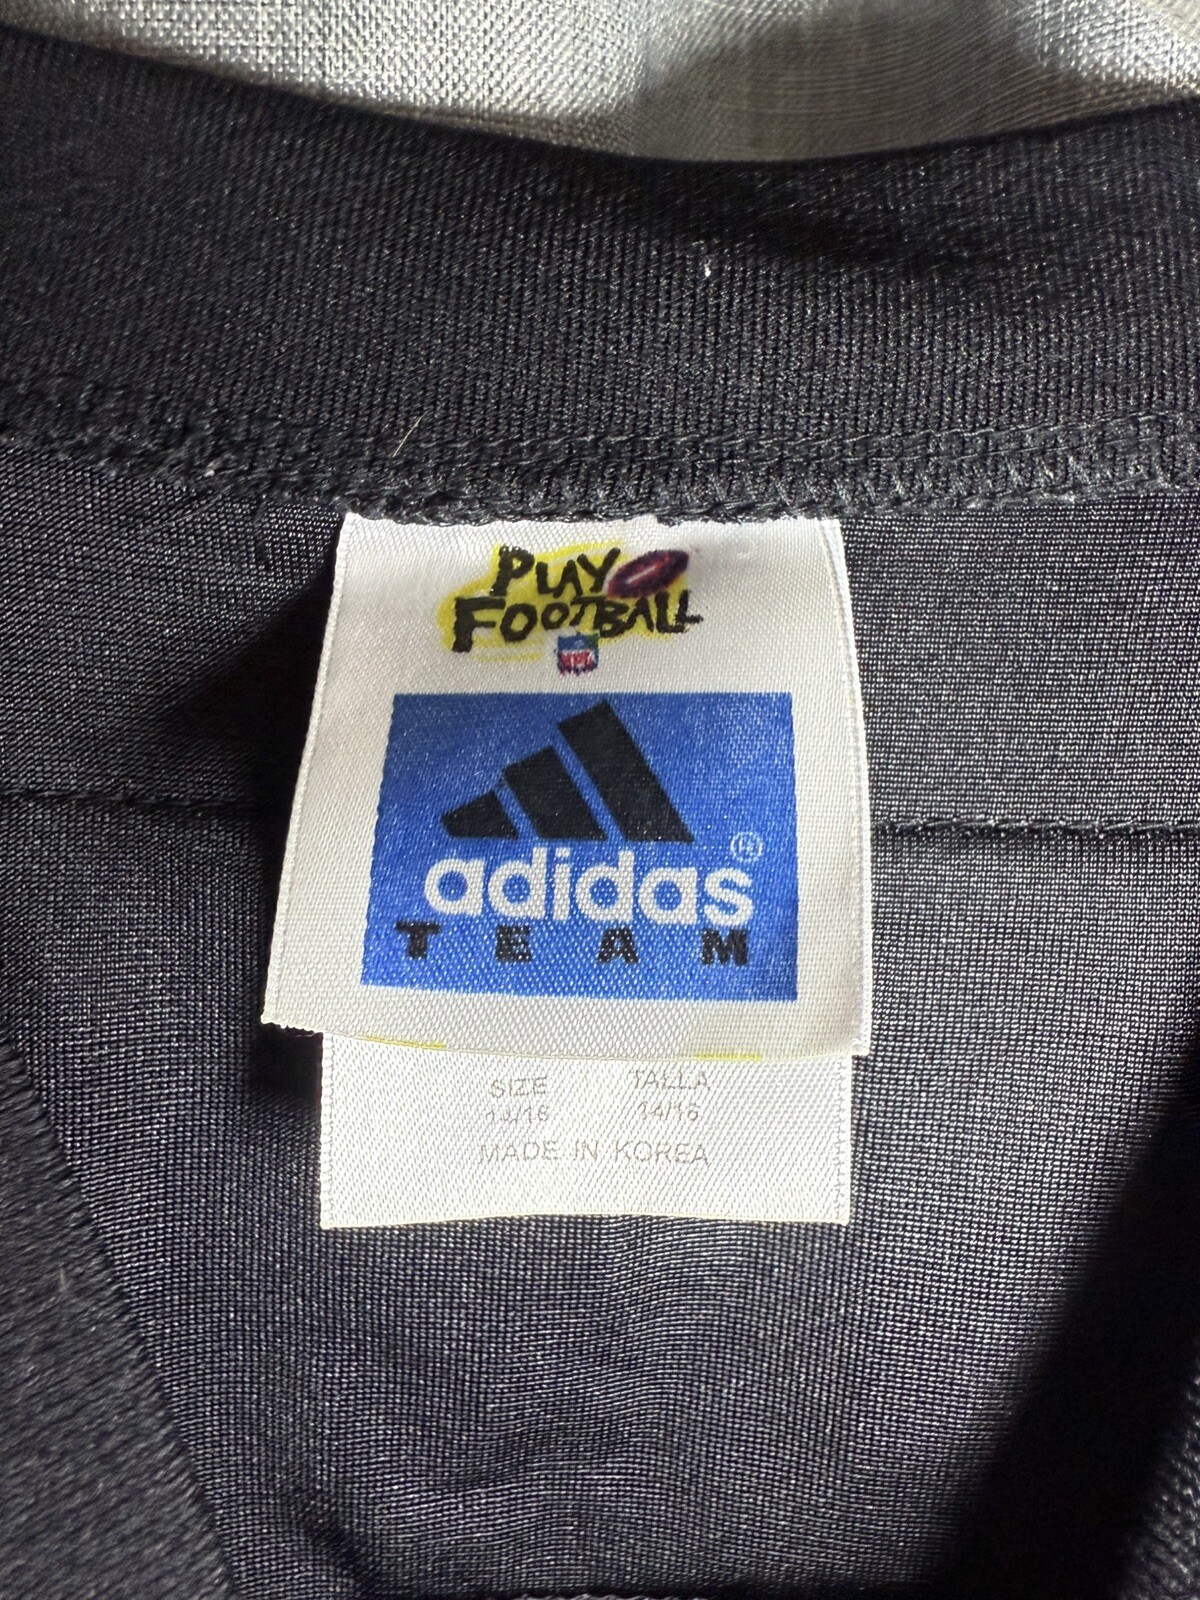 PLAY
FOOTBALL
NFL
adidas®
TEAM
SIZE TALLA
14/16 14/16
MADE IN KOREA